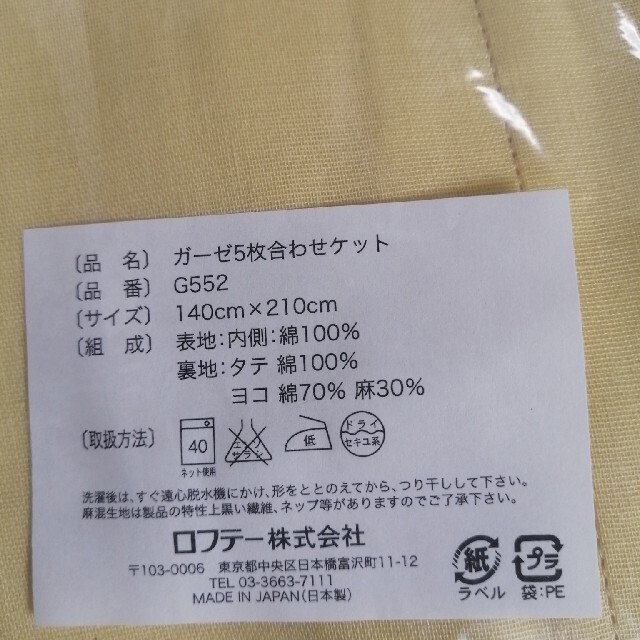 〔品　名〕 ガーゼ5枚合わせケット
〔品　番〕 G552
〔サイズ〕 140cm×210cm
〔組　成〕 表地：内側：綿100％
裏地：タテ 綿100％
ヨコ 綿70％ 麻30％
〔取扱方法〕 40 エンソサラシ 低 ドライ セキユ系
ネット使用
洗濯後は、すぐ遠心脱水機にかけ、形をととのえてから、つり干しして下さい。
麻混生地は製品の特性上黒い繊維、ネップ等がありますのでご了承下さい。
ロフテー株式会社
〒103-0006 東京都中央区日本橋富沢町11-12
TEL 03-3663-7111
MADE IN JAPAN（日本製）
紙 ラベル
プラ 袋：PE